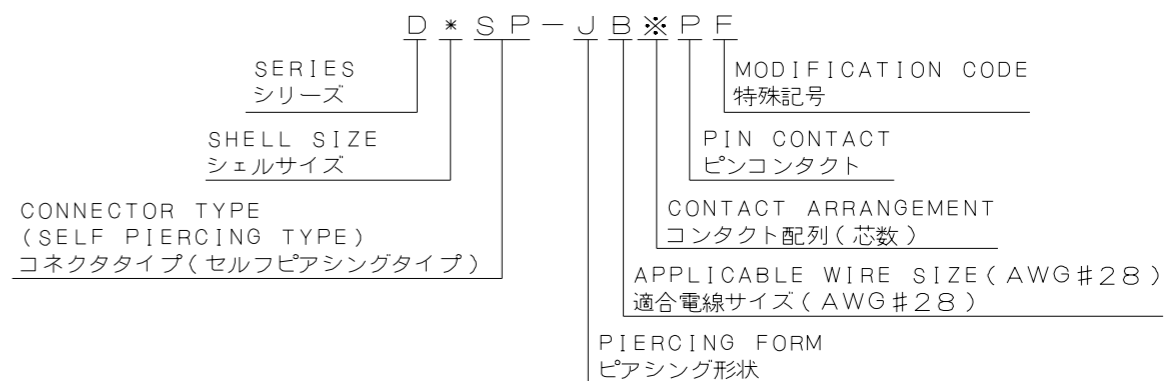 D*SP-JB※PF
SERIES
シリーズ
MODIFICATION CODE
特殊記号
SHELL SIZE
シェルサイズ
PIN CONTACT
ピンコンタクト
CONNECTOR TYPE
(SELF PIERCING TYPE)
コネクタタイプ(セルフピアシングタイプ)
CONTACT ARRANGEMENT
コンタクト配列(芯数)
APPLICABLE WIRE SIZE(AWG#28)
適合電線サイズ(AWG#28)
PIERCING FORM
ピアシング形状